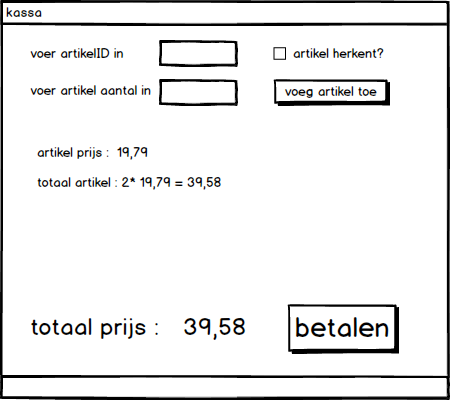 kassa
voer artikelID in
artikel herkent?
voer artikel aantal in
voeg artikel toe
artikel prijs : 19,79
totaal artikel : 2* 19,79 = 39,58
totaal prijs : 39,58
betalen